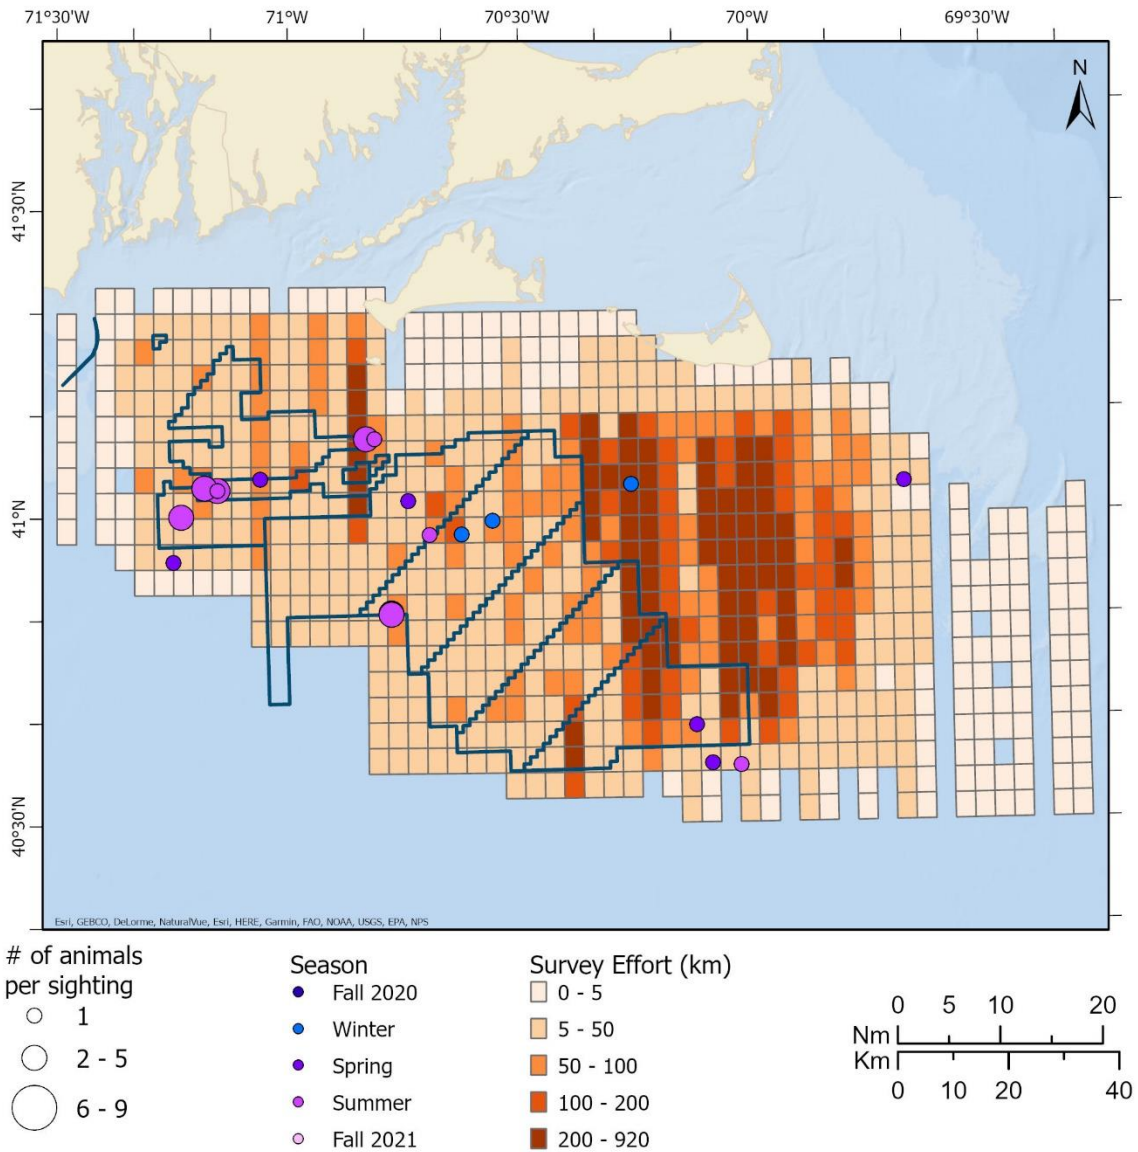 71°30'W 71°W 70°30'W 70°W 69°30'W
N
41°30'N
41°N
40°30'N
Esri, GEBCO, DeLorme, NaturalVue, Esri, HERE, Garmin, FAO, NOAA, USGS, EPA, NPS
# of animals
per sighting
1
2 - 5
6 - 9
Season
Fall 2020
Winter
Spring
Summer
Fall 2021
Survey Effort (km)
0 - 5
5 - 50
50 - 100
100 - 200
200 - 920
0 5 10 20
Nm
Km
0 10 20 40